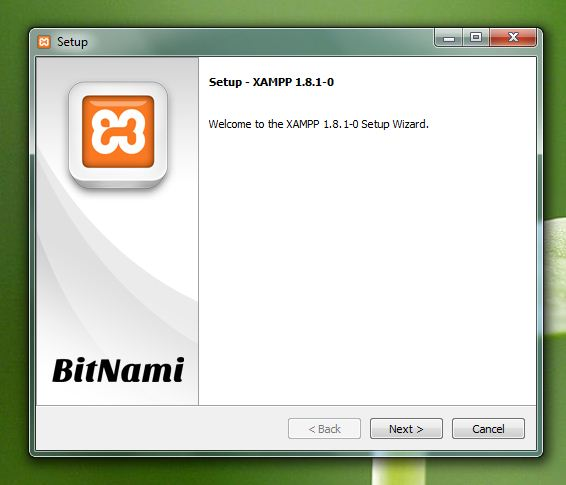 Setup
Setup - XAMPP 1.8.1-0
Welcome to the XAMPP 1.8.1-0 Setup Wizard.
BitNami
< Back
Next >
Cancel